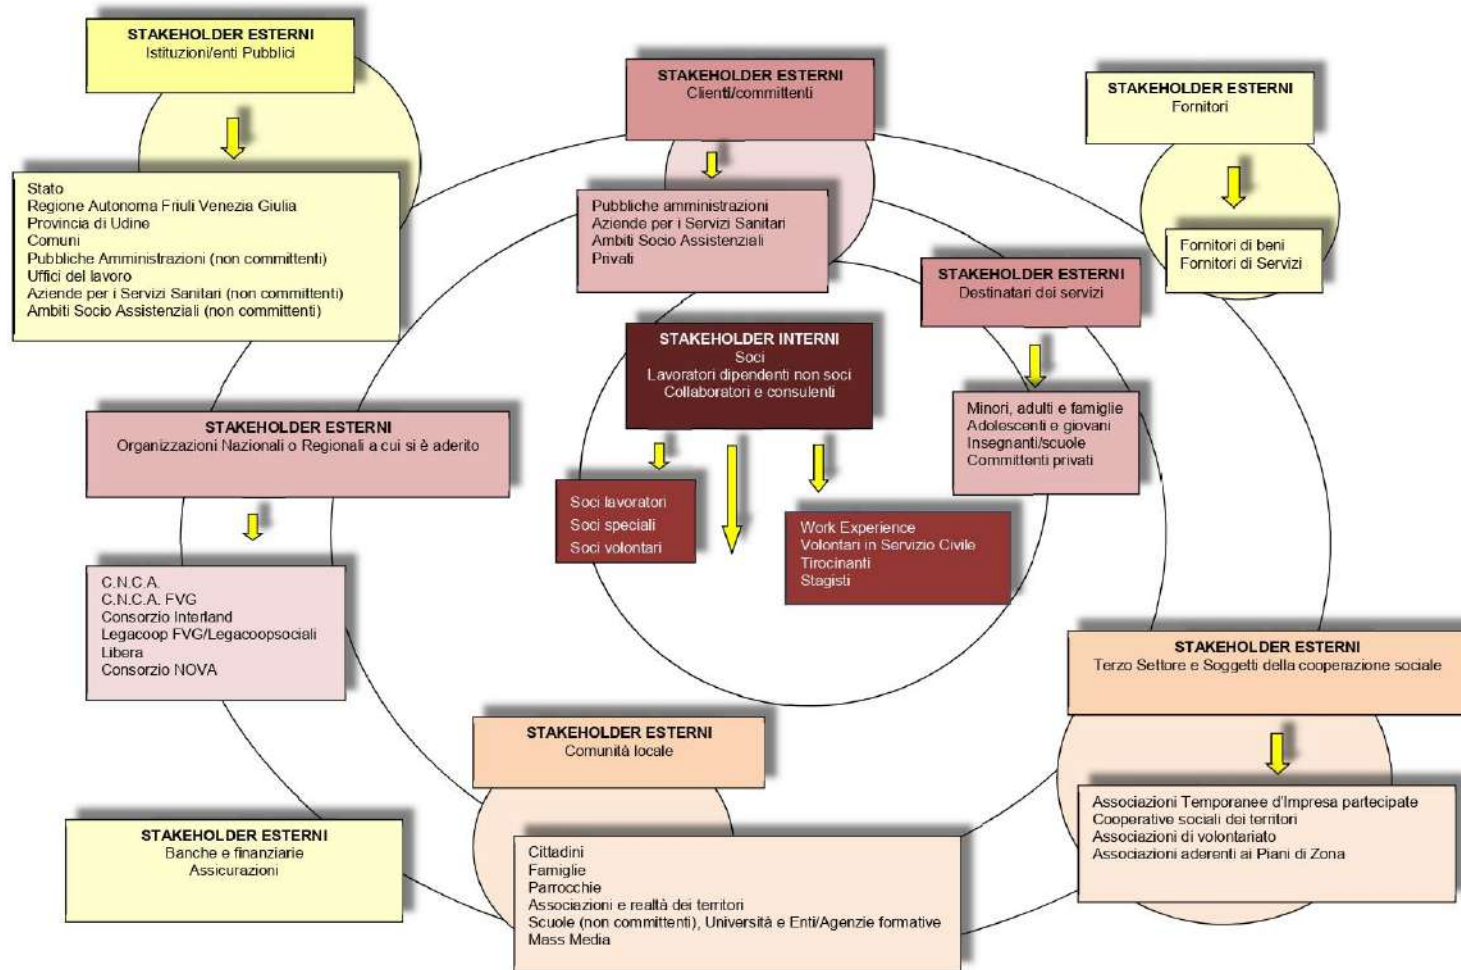 STAKEHOLDER ESTERNI
Istituzioni/enti Pubblici
Stato
Regione Autonoma Friuli Venezia Giulia
Provincia di Udine
Comuni
Pubbliche Amministrazioni (non committenti)
Uffici del lavoro
Aziende per i Servizi Sanitari (non committenti)
Ambiti Socio Assistenziali (non committenti)
STAKEHOLDER ESTERNI
Clienti/committenti
Pubbliche amministrazioni
Aziende per i Servizi Sanitari
Ambiti Socio Assistenziali
Privati
STAKEHOLDER ESTERNI
Fornitori
Fornitori di beni
Fornitori di Servizi
STAKEHOLDER ESTERNI
Destinatari dei servizi
Minori, adulti e famiglie
Adolescenti e giovani
Insegnanti/scuole
Committenti privati
STAKEHOLDER INTERNI
Soci
Lavoratori dipendenti non soci
Collaboratori e consulenti
Soci lavoratori
Soci speciali
Soci volontari
Work Experience
Volontari in Servizio Civile
Tirocinanti
Stagisti
STAKEHOLDER ESTERNI
Organizzazioni Nazionali o Regionali a cui si è aderito
C.N.C.A.
C.N.C.A. FVG
Consorzio Interland
Legacoop FVG/Legacoopsociali
Libera
Consorzio NOVA
STAKEHOLDER ESTERNI
Terzo Settore e Soggetti della cooperazione sociale
Associazioni Temporanee d'Impresa partecipate
Cooperative sociali dei territori
Associazioni di volontariato
Associazioni aderenti ai Piani di Zona
STAKEHOLDER ESTERNI
Comunità locale
Cittadini
Famiglie
Parrocchie
Associazioni e realtà dei territori
Scuole (non committenti), Università e Enti/Agenzie formative
Mass Media
STAKEHOLDER ESTERNI
Banche e finanziarie
Assicurazioni